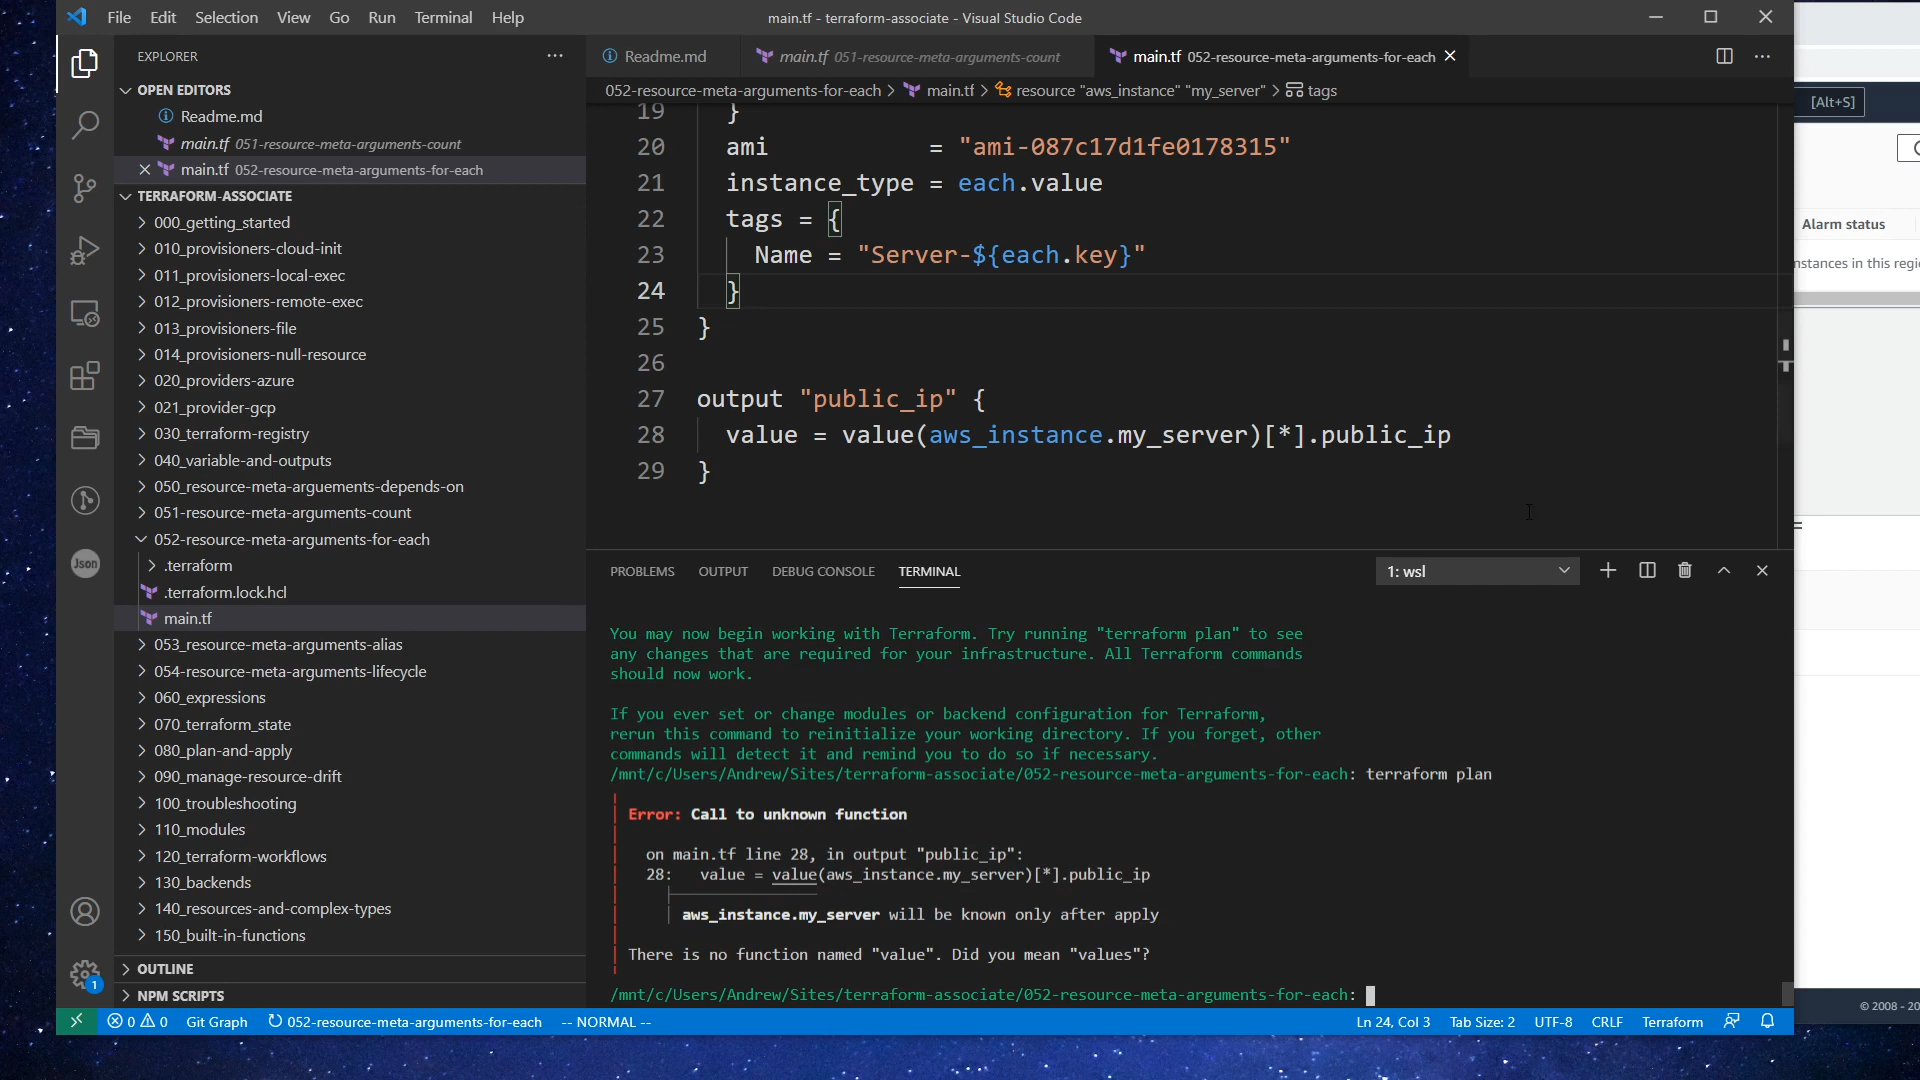 File Edit Selection View Go Run Terminal Help
main.tf - terraform-associate - Visual Studio Code
EXPLORER
OPEN EDITORS
Readme.md
main.tf 051-resource-meta-arguments-count
main.tf 052-resource-meta-arguments-for-each
TERRAFORM-ASSOCIATE
000_getting_started
010_provisioners-cloud-init
011_provisioners-local-exec
012_provisioners-remote-exec
013_provisioners-file
014_provisioners-null-resource
020_providers-azure
021_provider-gcp
030_terraform-registry
040_variable-and-outputs
050_resource-meta-arguements-depends-on
051-resource-meta-arguments-count
052-resource-meta-arguments-for-each
.terraform
.terraform.lock.hcl
main.tf
053_resource-meta-arguments-alias
054-resource-meta-arguments-lifecycle
060_expressions
070_terraform_state
080_plan-and-apply
090_manage-resource-drift
100_troubleshooting
110_modules
120_terraform-workflows
130_backends
140_resources-and-complex-types
150_built-in-functions
OUTLINE
NPM SCRIPTS
Json
1
Readme.md
main.tf 051-resource-meta-arguments-count
main.tf 052-resource-meta-arguments-for-each
052-resource-meta-arguments-for-each > main.tf > resource "aws_instance" "my_server" > tags
19 }
20 ami = "ami-087c17d1fe0178315"
21 instance_type = each.value
22 tags = {
23 Name = "Server-${each.key}"
24 }
25 }
26
27 output "public_ip" {
28 value = value(aws_instance.my_server)[*].public_ip
29 }
PROBLEMS OUTPUT DEBUG CONSOLE TERMINAL
1: wsl
You may now begin working with Terraform. Try running "terraform plan" to see
any changes that are required for your infrastructure. All Terraform commands
should now work.
If you ever set or change modules or backend configuration for Terraform,
rerun this command to reinitialize your working directory. If you forget, other
commands will detect it and remind you to do so if necessary.
/mnt/c/Users/Andrew/Sites/terraform-associate/052-resource-meta-arguments-for-each: terraform plan
Error: Call to unknown function
on main.tf line 28, in output "public_ip":
28: value = value(aws_instance.my_server)[*].public_ip
aws_instance.my_server will be known only after apply
There is no function named "value". Did you mean "values"?
/mnt/c/Users/Andrew/Sites/terraform-associate/052-resource-meta-arguments-for-each:
0 0 Git Graph 052-resource-meta-arguments-for-each -- NORMAL --
Ln 24, Col 3 Tab Size: 2 UTF-8 CRLF Terraform
[Alt+S]
Alarm status
nstances in this regi
© 2008 - 20